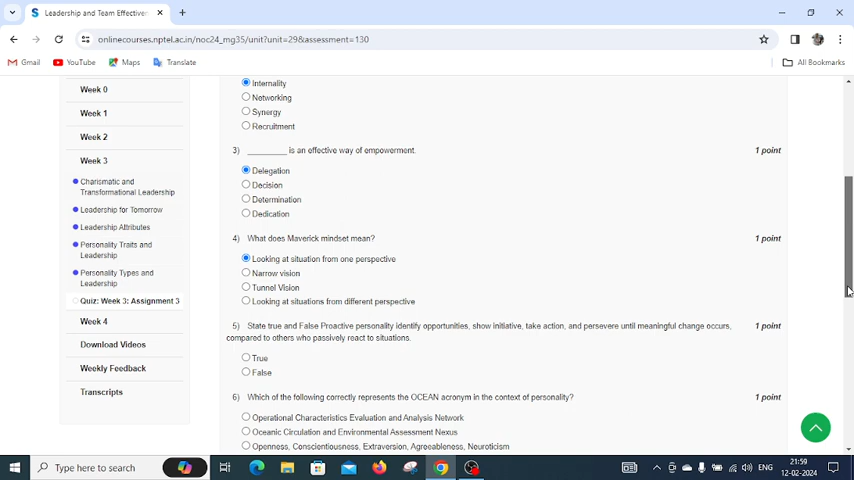 Leadership and Team Effective
onlinecourses.nptel.ac.in/noc24_mg35/unit?unit=29&assessment=130
Gmail YouTube Maps Translate All Bookmarks
Week 0
Week 1
Week 2
Week 3
Charismatic and
Transformational Leadership
Leadership for Tomorrow
Leadership Attributes
Personality Traits and
Leadership
Personality Types and
Leadership
Quiz: Week 3: Assignment 3
Week 4
Download Videos
Weekly Feedback
Transcripts
Internality
Networking
Synergy
Recruitment
3) ________ is an effective way of empowerment. 1 point
Delegation
Decision
Determination
Dedication
4) What does Maverick mindset mean? 1 point
Looking at situation from one perspective
Narrow vision
Tunnel Vision
Looking at situations from different perspective
5) State true and False Proactive personality identify opportunities, show initiative, take action, and persevere until meaningful change occurs, 1 point
compared to others who passively react to situations.
True
False
6) Which of the following correctly represents the OCEAN acronym in the context of personality? 1 point
Operational Characteristics Evaluation and Analysis Network
Oceanic Circulation and Environmental Assessment Nexus
Openness, Conscientiousness, Extraversion, Agreeableness, Neuroticism
Type here to search
ENG
21:59
12-02-2024